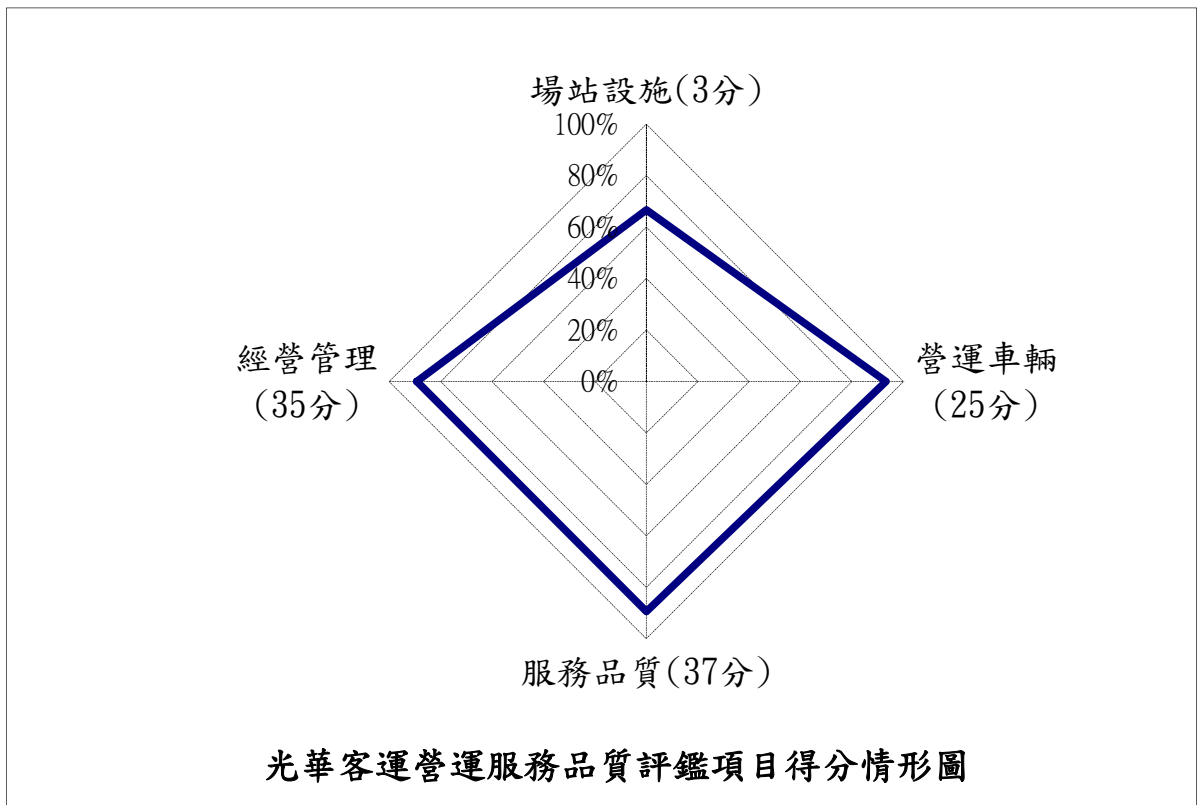 場站設施(3分)
100%
80%
60%
40%
20%
0%
經營管理
(35分)
營運車輛
(25分)
服務品質(37分)
光華客運營運服務品質評鑑項目得分情形圖